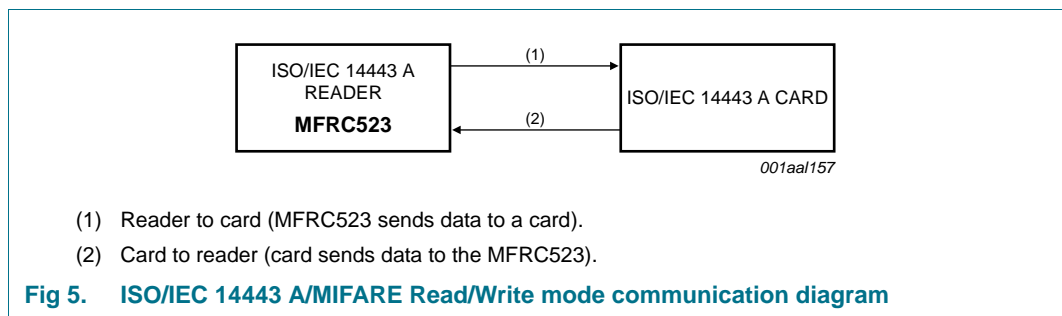 ISO/IEC 14443 A
READER
MFRC523
(1)
(2)
ISO/IEC 14443 A CARD
001aal157
(1) Reader to card (MFRC523 sends data to a card).
(2) Card to reader (card sends data to the MFRC523).
Fig 5. ISO/IEC 14443 A/MIFARE Read/Write mode communication diagram